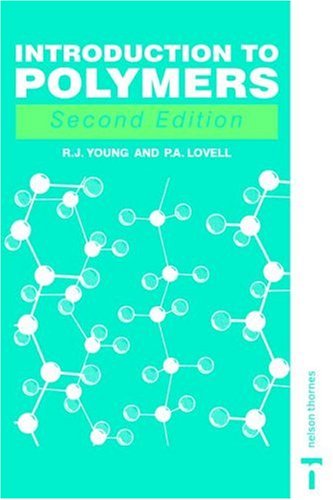 INTRODUCTION TO
POLYMERS
Second Edition
R.J. YOUNG AND P.A. LOVELL
nelson thornes